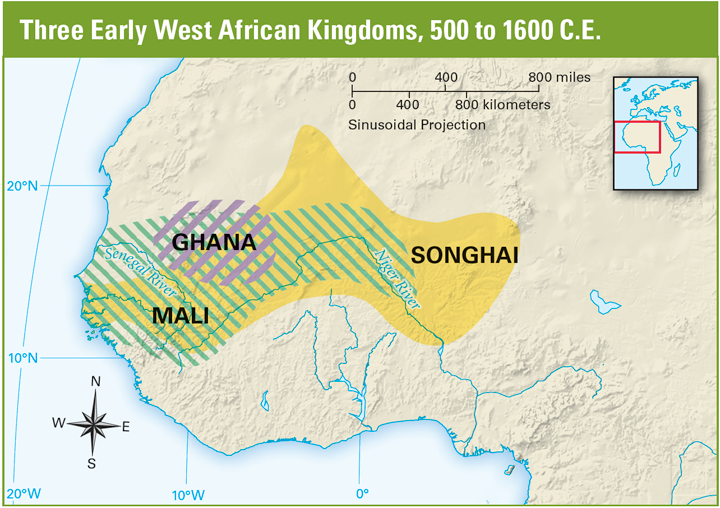 Three Early West African Kingdoms, 500 to 1600 C.E.
0 400 800 miles
0 400 800 kilometers
Sinusoidal Projection
20°N
GHANA
SONGHAI
Senegal River
Niger River
MALI
10°N
N
W E
S
20°W 10°W 0°